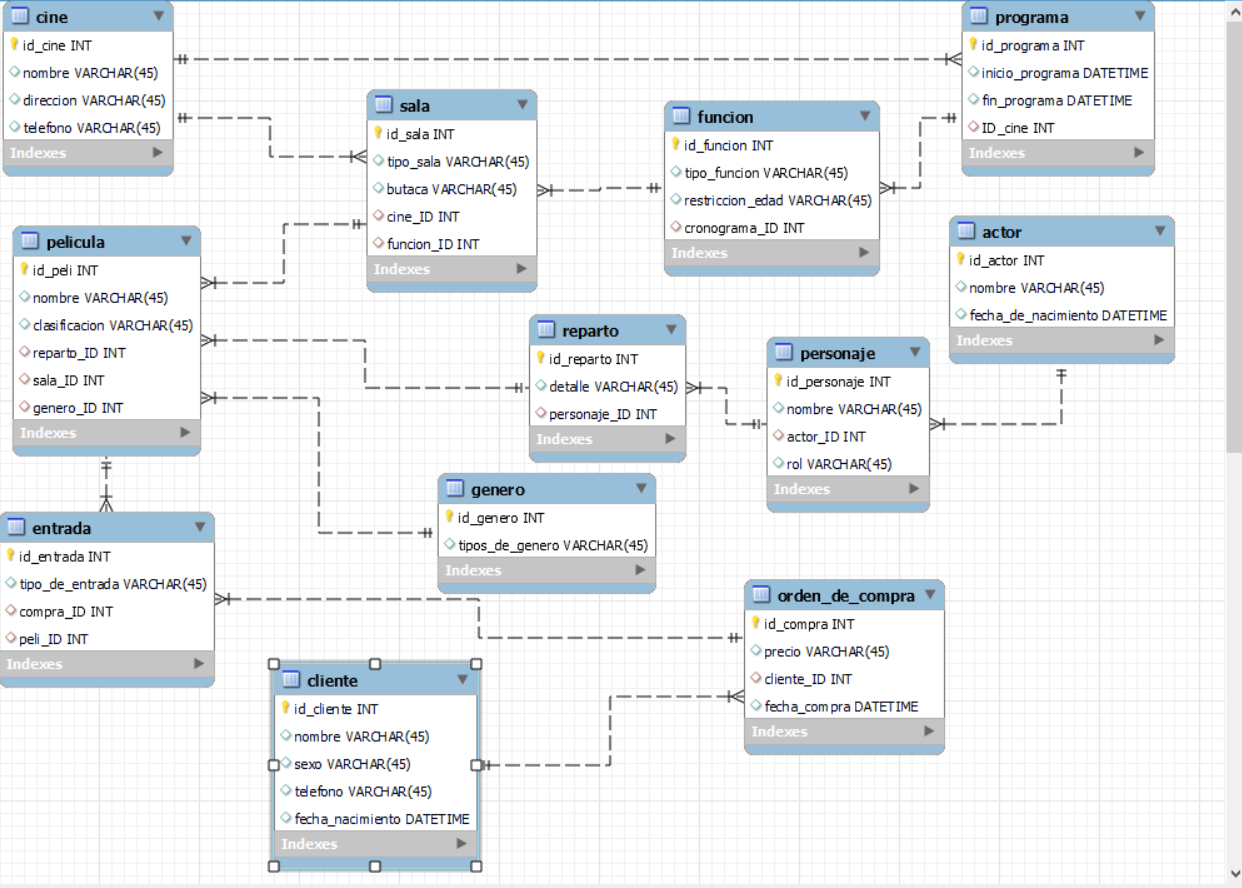 cine
id_cine INT
nombre VARCHAR(45)
direccion VARCHAR(45)
telefono VARCHAR(45)
Indexes
programa
id_programa INT
inicio_programa DATETIME
fin_programa DATETIME
ID_cine INT
Indexes
sala
id_sala INT
tipo_sala VARCHAR(45)
butaca VARCHAR(45)
cine_ID INT
funcion_ID INT
Indexes
funcion
id_funcion INT
tipo_funcion VARCHAR(45)
restriccion_edad VARCHAR(45)
cronograma_ID INT
Indexes
pelicula
id_peli INT
nombre VARCHAR(45)
clasificacion VARCHAR(45)
reparto_ID INT
sala_ID INT
genero_ID INT
Indexes
actor
id_actor INT
nombre VARCHAR(45)
fecha_de_nacimiento DATETIME
Indexes
reparto
id_reparto INT
detalle VARCHAR(45)
personaje_ID INT
Indexes
personaje
id_personaje INT
nombre VARCHAR(45)
actor_ID INT
rol VARCHAR(45)
Indexes
genero
id_genero INT
tipos_de_genero VARCHAR(45)
Indexes
entrada
id_entrada INT
tipo_de_entrada VARCHAR(45)
compra_ID INT
peli_ID INT
Indexes
orden_de_compra
id_compra INT
precio VARCHAR(45)
cliente_ID INT
fecha_compra DATETIME
Indexes
cliente
id_cliente INT
nombre VARCHAR(45)
sexo VARCHAR(45)
telefono VARCHAR(45)
fecha_nacimiento DATETIME
Indexes